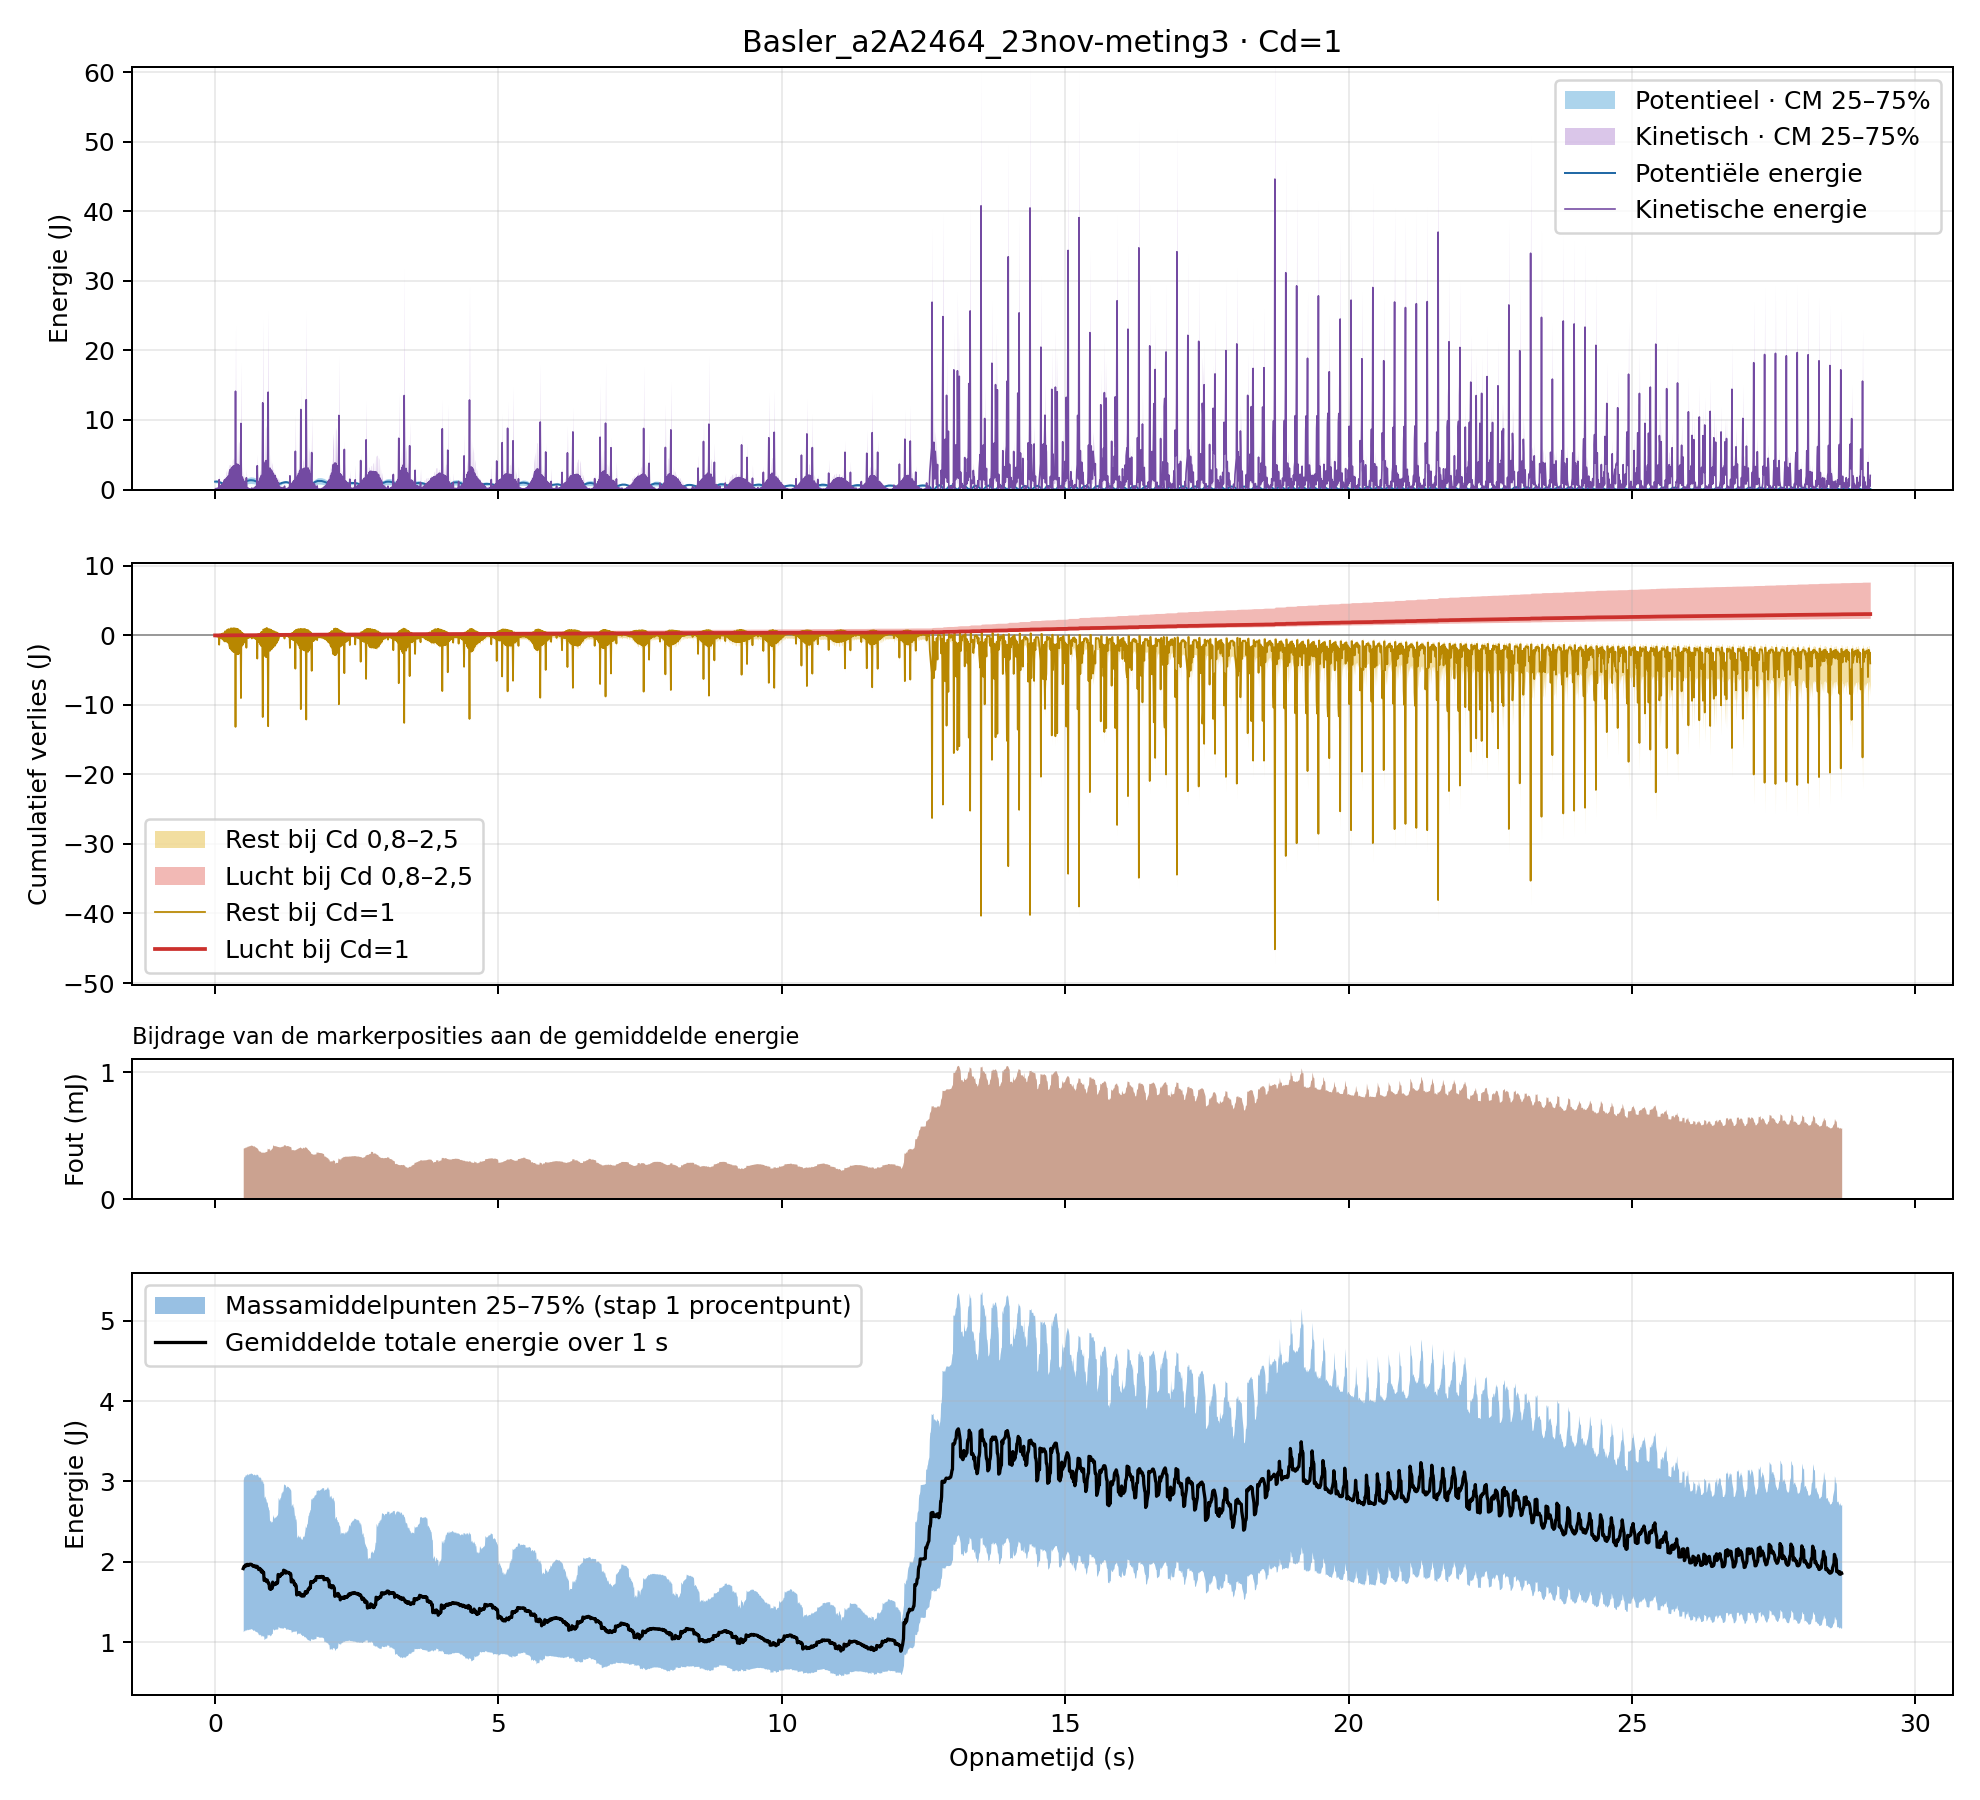 Basler_a2A2464_23nov-meting3 · Cd=1
60
50
40
30
20
10
0
Energie (J)
Potentieel · CM 25–75%
Kinetisch · CM 25–75%
Potentiële energie
Kinetische energie
10
0
−10
−20
−30
−40
−50
Cumulatief verlies (J)
Rest bij Cd 0,8–2,5
Lucht bij Cd 0,8–2,5
Rest bij Cd=1
Lucht bij Cd=1
Bijdrage van de markerposities aan de gemiddelde energie
1
0
Fout (mJ)
5
4
3
2
1
Energie (J)
Massamiddelpunten 25–75% (stap 1 procentpunt)
Gemiddelde totale energie over 1 s
0 5 10 15 20 25 30
Opnametijd (s)